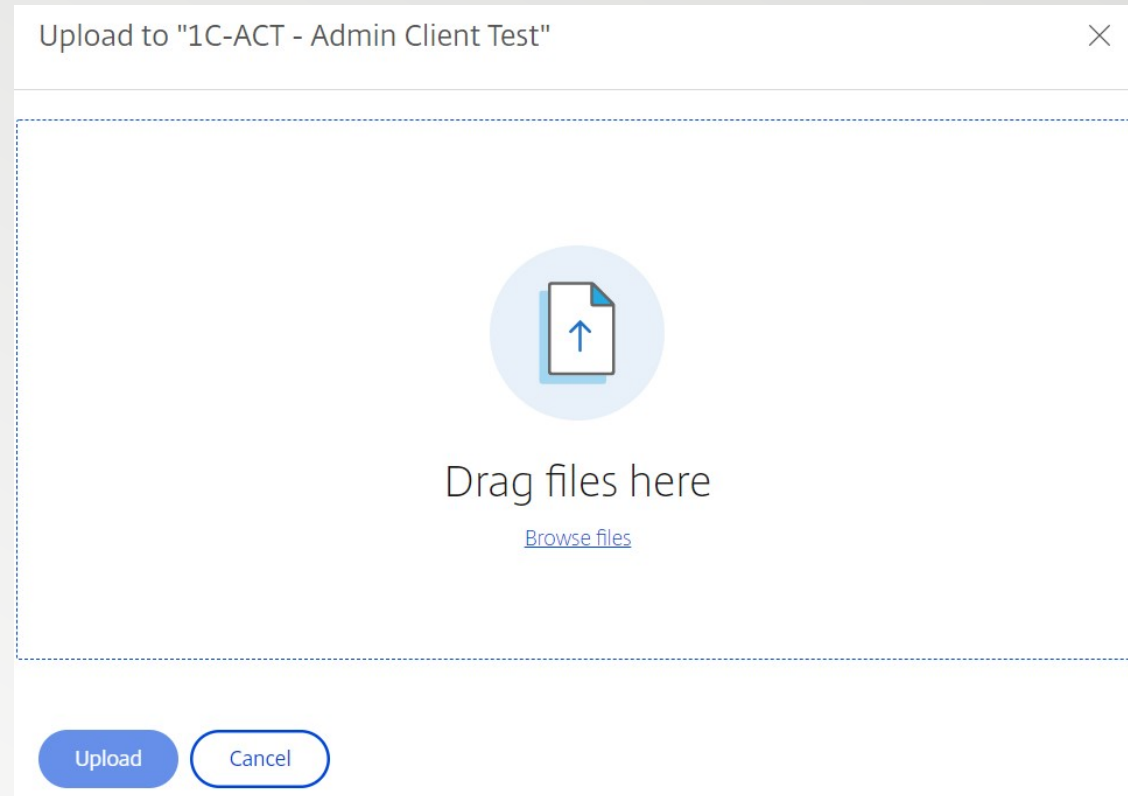 Upload to "1C-ACT - Admin Client Test"
Drag files here
Browse files
Upload Cancel